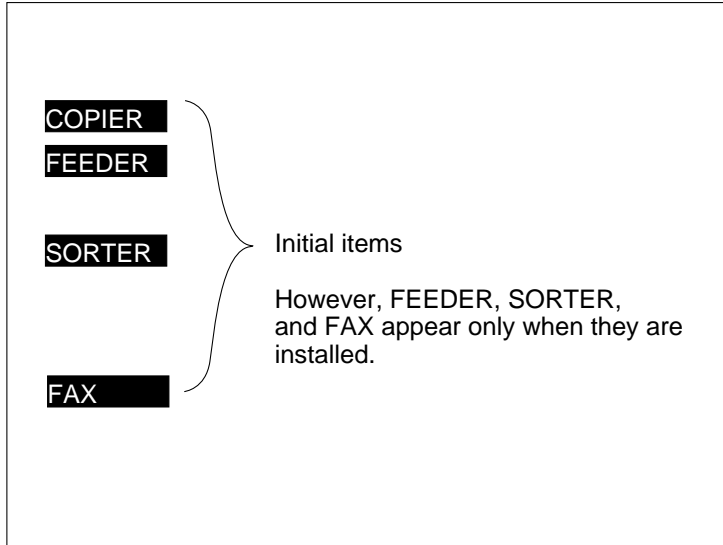 COPIER
FEEDER
SORTER
FAX
Initial items
However, FEEDER, SORTER,
and FAX appear only when they are
installed.